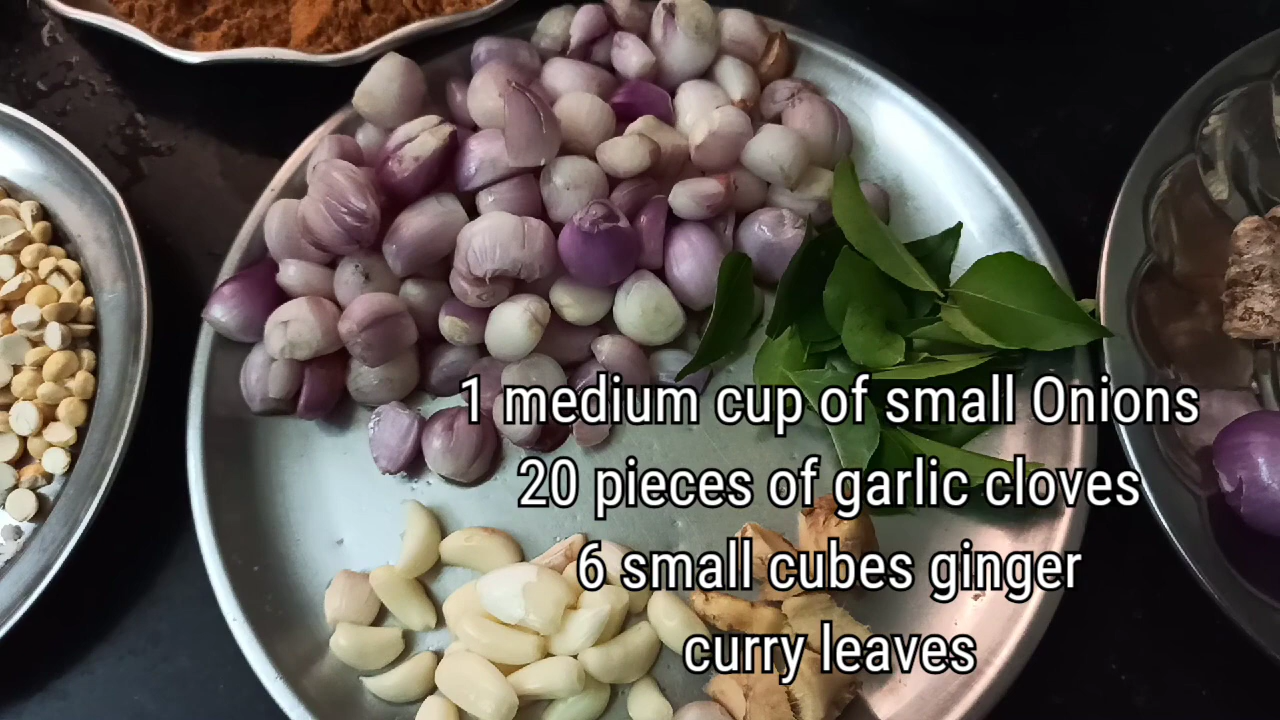 1 medium cup of small Onions
20 pieces of garlic cloves
6 small cubes ginger
curry leaves